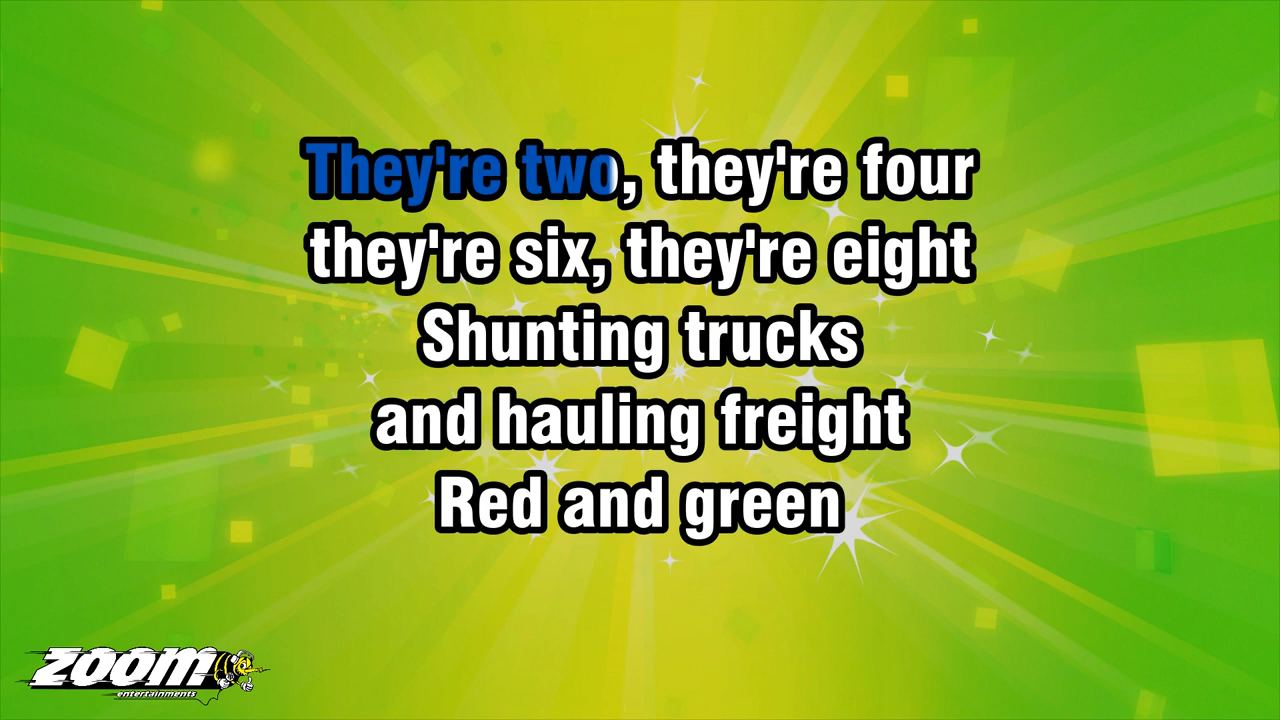 They're two, they're four
they're six, they're eight
Shunting trucks
and hauling freight
Red and green
zoom
entertainments